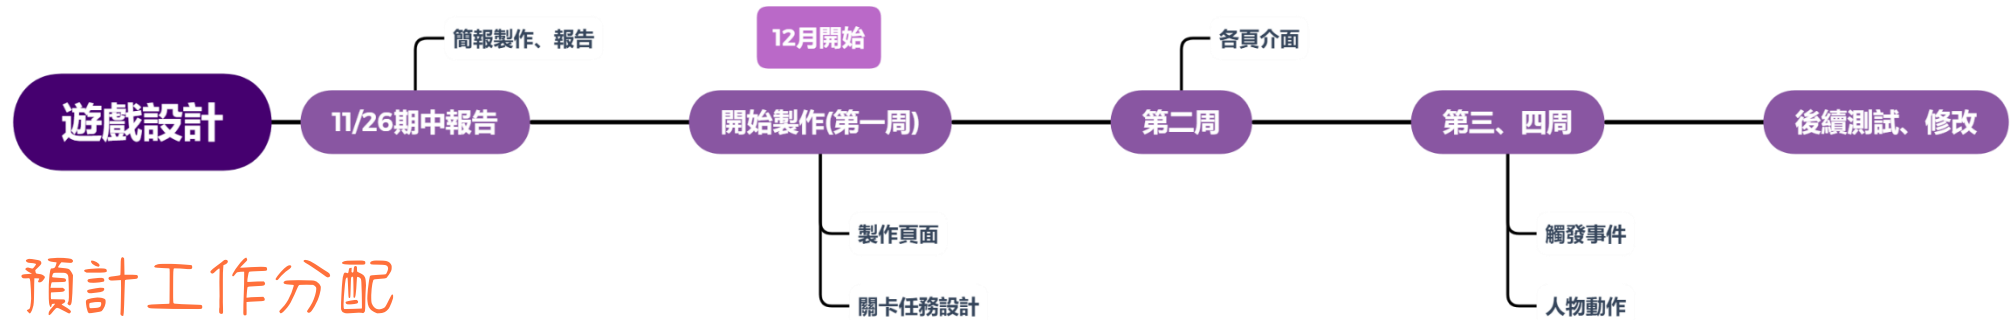 簡報製作、報告
12月開始
各頁介面
遊戲設計
11/26期中報告
開始製作(第一周)
第二周
第三、四周
後續測試、修改
製作頁面
觸發事件
預計工作分配
關卡任務設計
人物動作